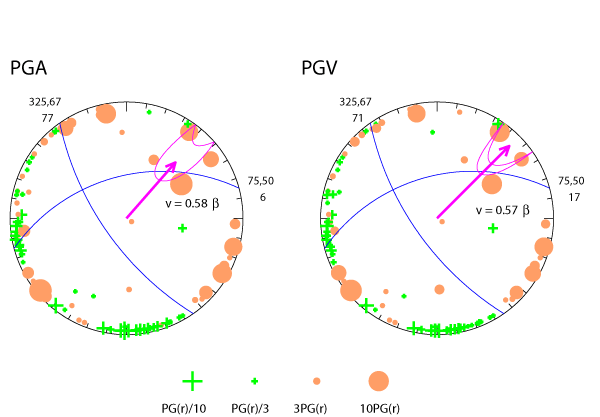 PGA
PGV
325,67
77
325,67
71
75,50
6
75,50
17
v = 0.58 β
v = 0.57 β
PG(r)/10
PG(r)/3
3PG(r)
10PG(r)